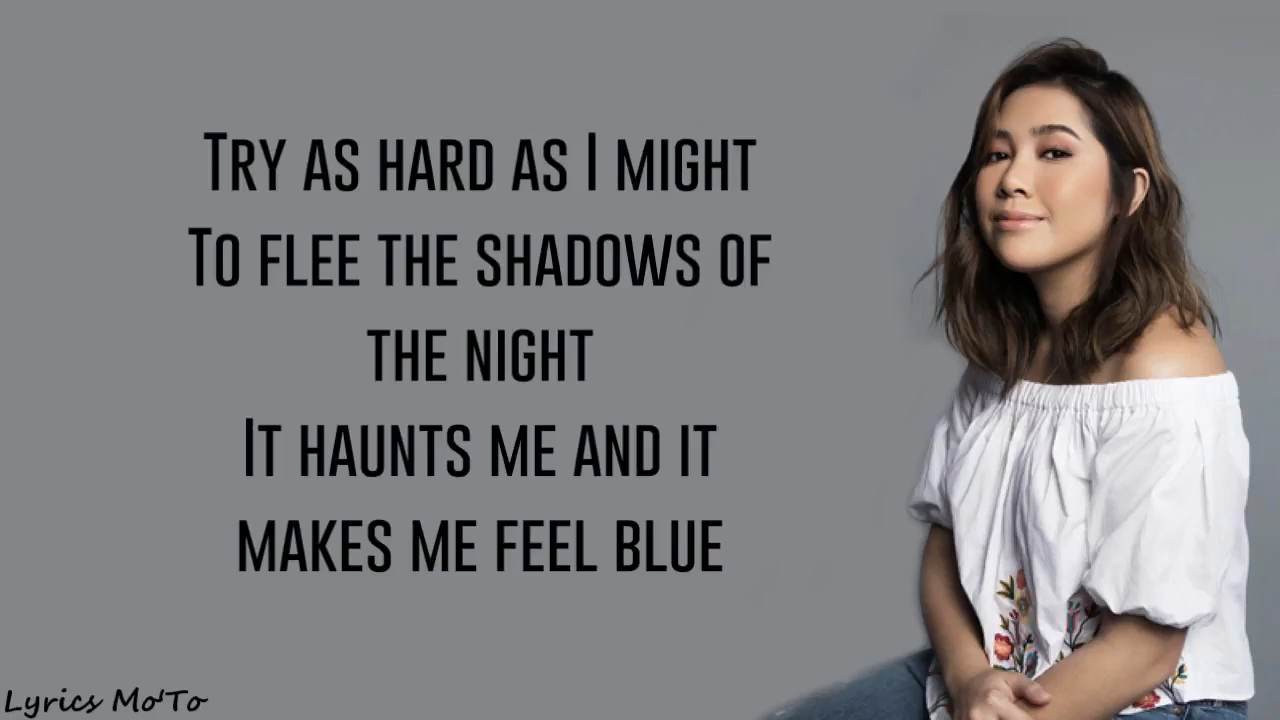 Try as hard as I might
To flee the shadows of
the night
It haunts me and it
makes me feel blue
Lyrics Mo'To